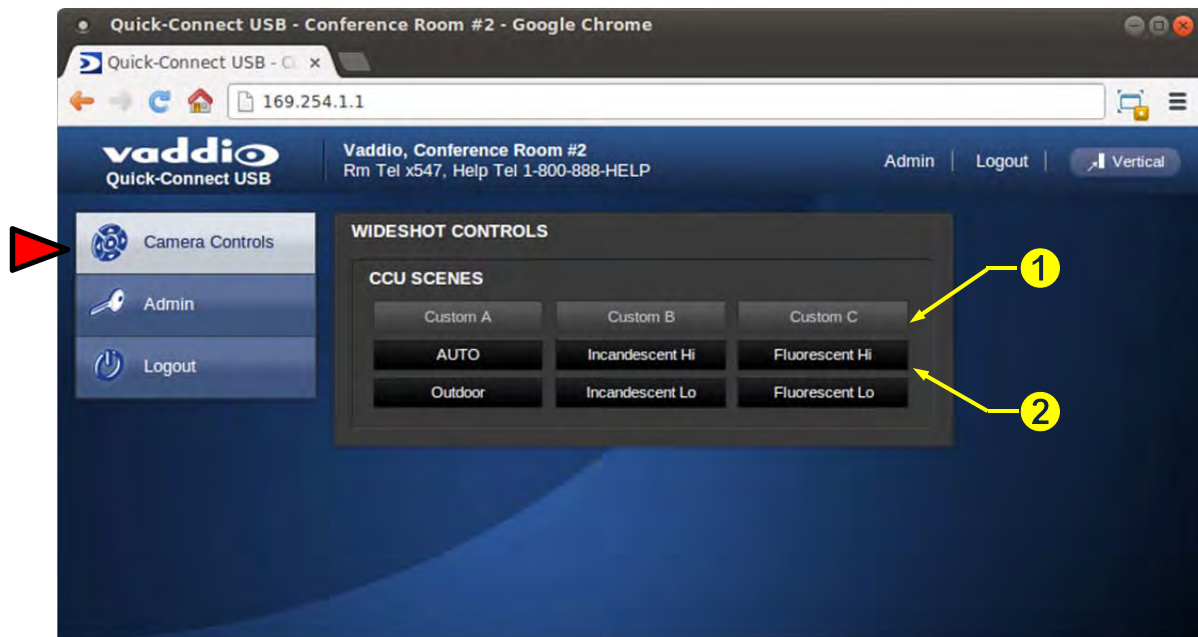 Quick-Connect USB - Conference Room #2 - Google Chrome
Quick-Connect USB - C
169.254.1.1
vaddio
Quick-Connect USB
Vaddio, Conference Room #2
Rm Tel x547, Help Tel 1-800-888-HELP
Admin | Logout | Vertical
Camera Controls
Admin
Logout
WIDESHOT CONTROLS
CCU SCENES
Custom A Custom B Custom C
AUTO Incandescent Hi Fluorescent Hi
Outdoor Incandescent Lo Fluorescent Lo
1
2